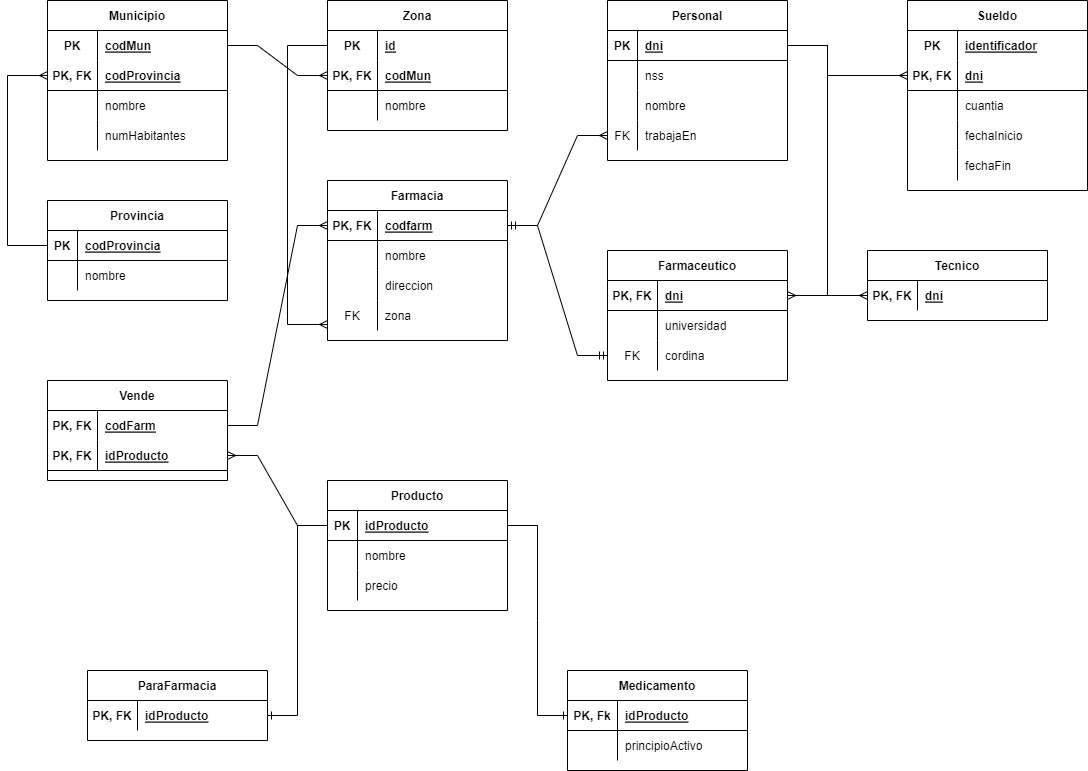 Municipio
PK codMun
PK, FK codProvincia
nombre
numHabitantes
Zona
PK id
PK, FK codMun
nombre
Personal
PK dni
nss
nombre
FK trabajaEn
Sueldo
PK identificador
PK, FK dni
cuantia
fechaInicio
fechaFin
Provincia
PK codProvincia
nombre
Farmacia
PK, FK codfarm
nombre
direccion
FK zona
Farmaceutico
PK, FK dni
universidad
FK cordina
Tecnico
PK, FK dni
Vende
PK, FK codFarm
PK, FK idProducto
Producto
PK idProducto
nombre
precio
ParaFarmacia
PK, FK idProducto
Medicamento
PK, Fk idProducto
principioActivo